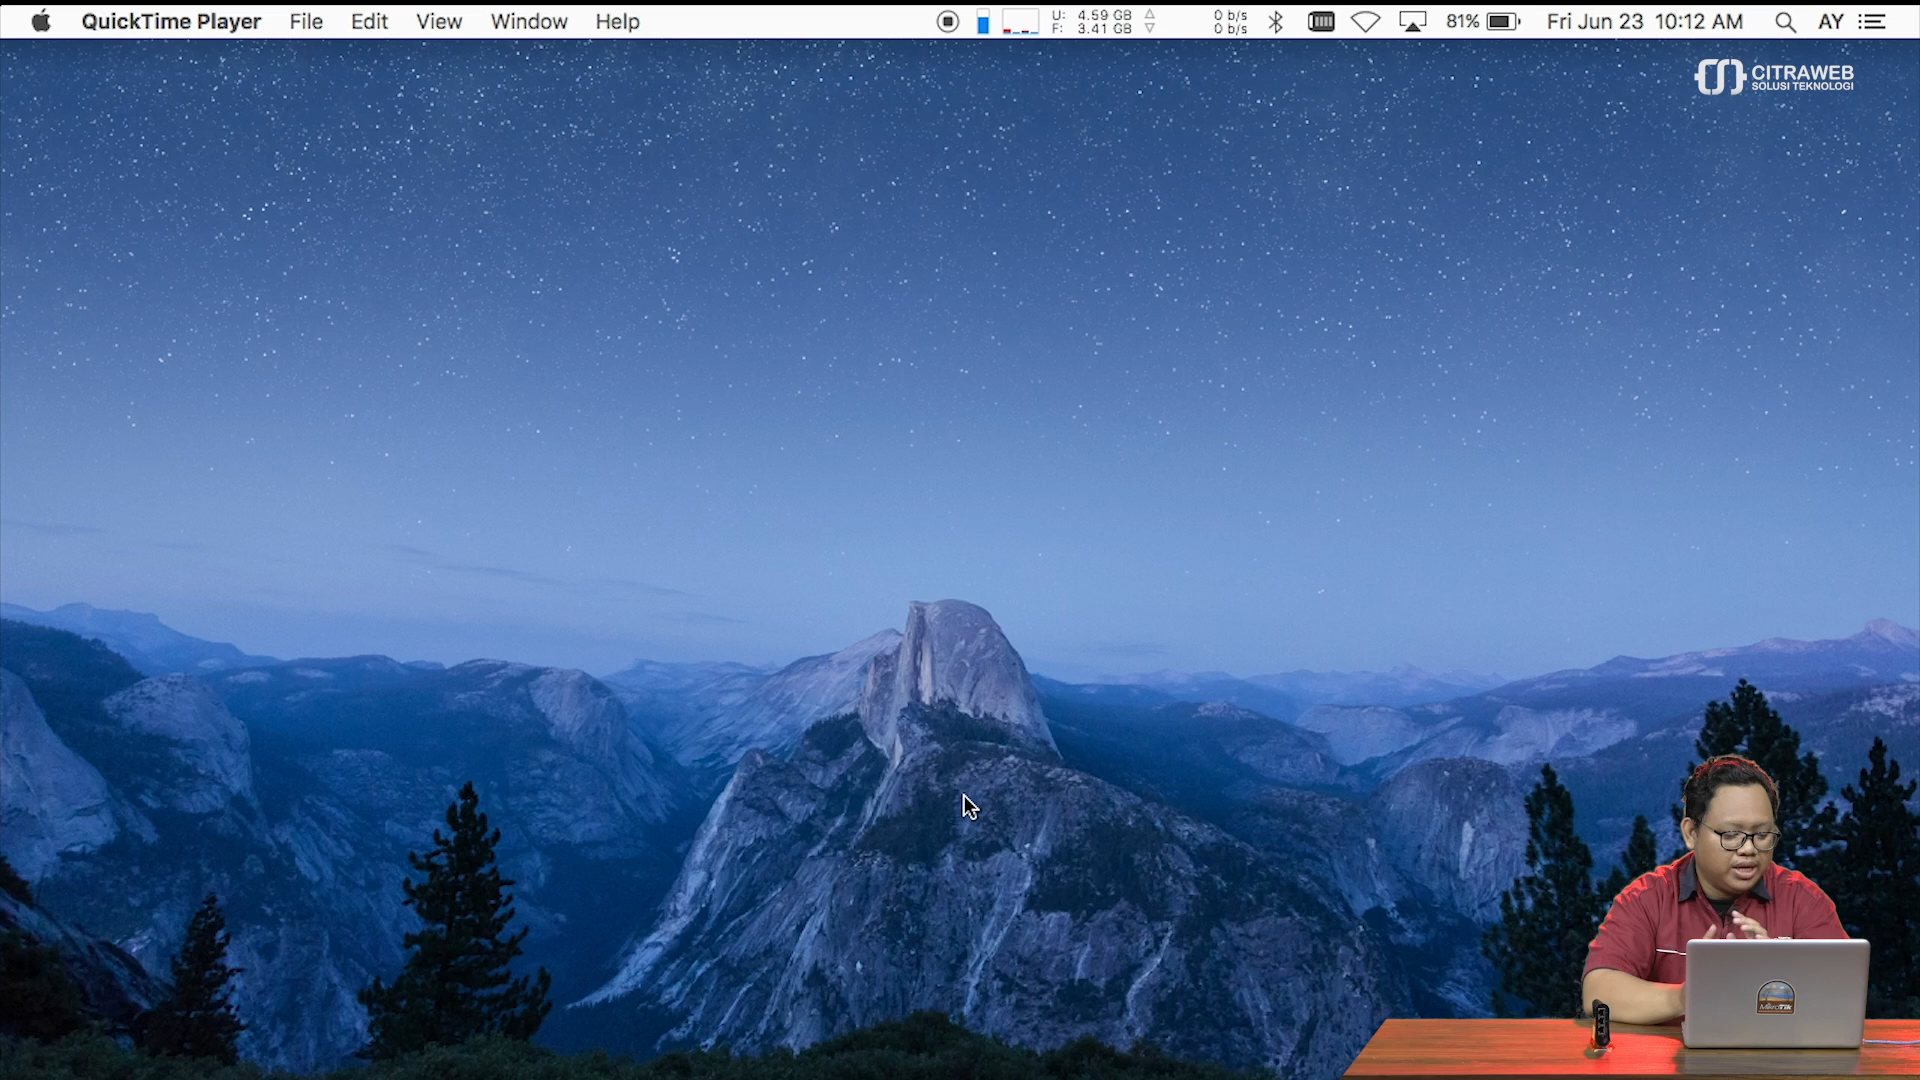 QuickTime Player File Edit View Window Help U: 4.59 GB 0 b/s 81% Fri Jun 23 10:12 AM AY
F: 3.41 GB 0 b/s
CITRAWEB
SOLUSI TEKNOLOGI
MikroTik